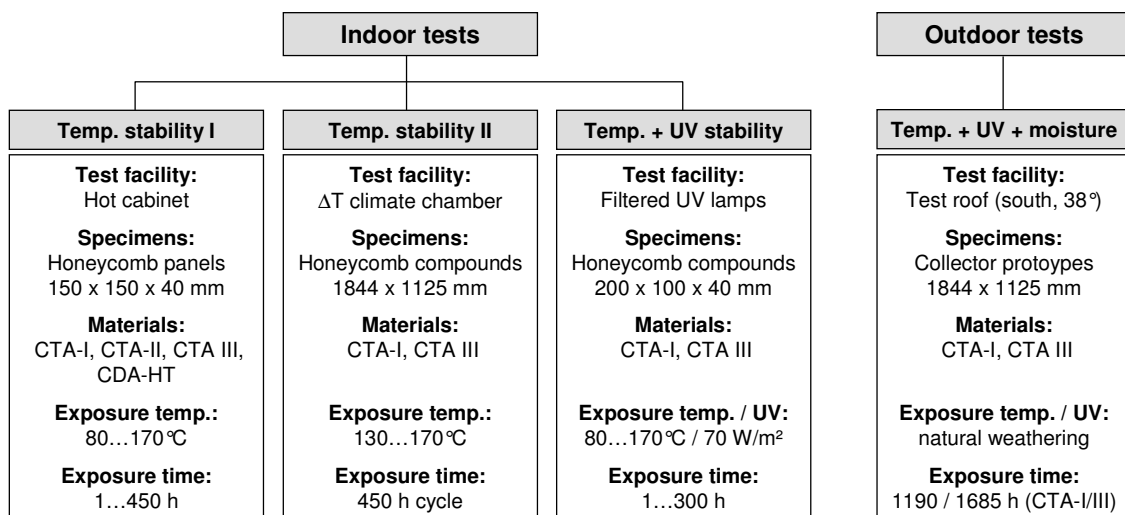 Indoor tests
Outdoor tests
Temp. stability I
Test facility:
Hot cabinet
Specimens:
Honeycomb panels
150 x 150 x 40 mm
Materials:
CTA-I, CTA-II, CTA III,
CDA-HT
Exposure temp.:
80…170°C
Exposure time:
1…450 h
Temp. stability II
Test facility:
ΔT climate chamber
Specimens:
Honeycomb compounds
1844 x 1125 mm
Materials:
CTA-I, CTA III
Exposure temp.:
130…170°C
Exposure time:
450 h cycle
Temp. + UV stability
Test facility:
Filtered UV lamps
Specimens:
Honeycomb compounds
200 x 100 x 40 mm
Materials:
CTA-I, CTA III
Exposure temp. / UV:
80…170°C / 70 W/m²
Exposure time:
1…300 h
Temp. + UV + moisture
Test facility:
Test roof (south, 38°)
Specimens:
Collector protoypes
1844 x 1125 mm
Materials:
CTA-I, CTA III
Exposure temp. / UV:
natural weathering
Exposure time:
1190 / 1685 h (CTA-I/III)